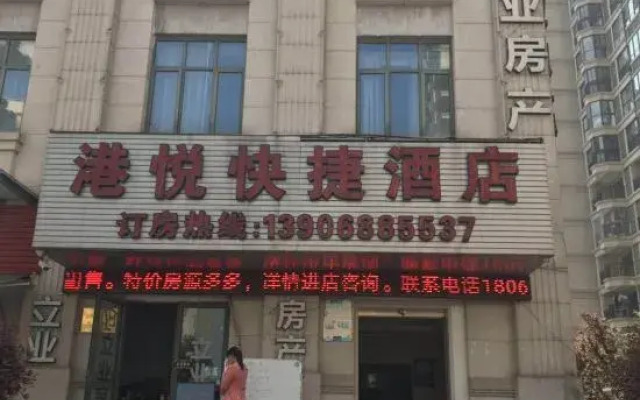 业房产
港悦快捷酒店
订房热线:13906885537
出售。特价房源多多，详情进店咨询。联系电话1806
立业
房产